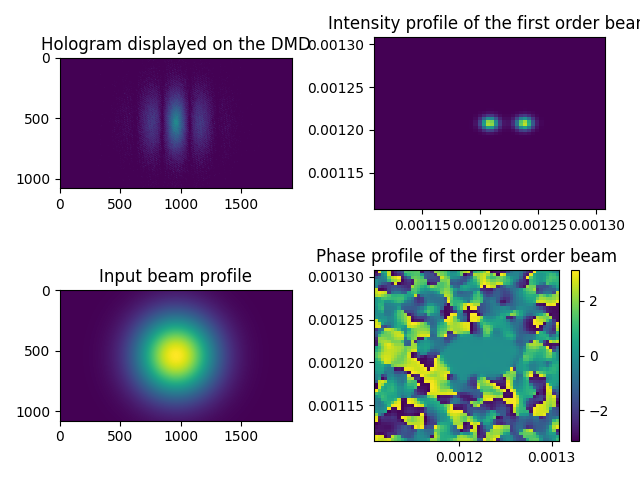 Hologram displayed on the DMD
0
500
1000
0 500 1000 1500
Intensity profile of the first order bear
0.00130
0.00125
0.00120
0.00115
0.00115 0.00120 0.00125 0.00130
Input beam profile
0
500
1000
0 500 1000 1500
Phase profile of the first order beam
0.00130
0.00125
0.00120
0.00115
0.0012 0.0013
2
0
−2